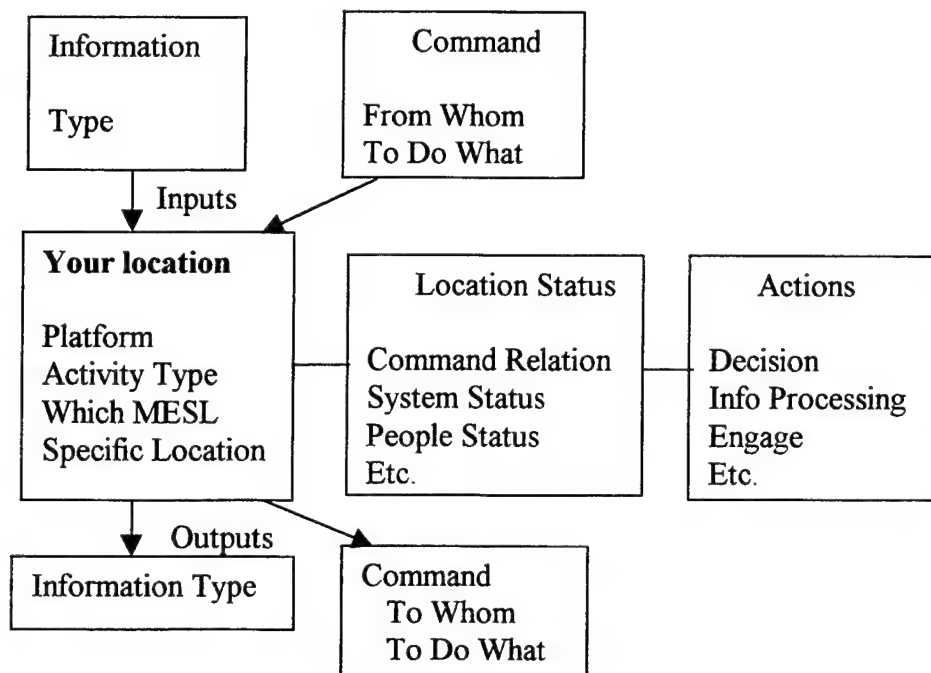 Information
Type
Command
From Whom
To Do What
Inputs
Your location
Platform
Activity Type
Which MESL
Specific Location
Location Status
Command Relation
System Status
People Status
Etc.
Actions
Decision
Info Processing
Engage
Etc.
Outputs
Information Type
Command
To Whom
To Do What